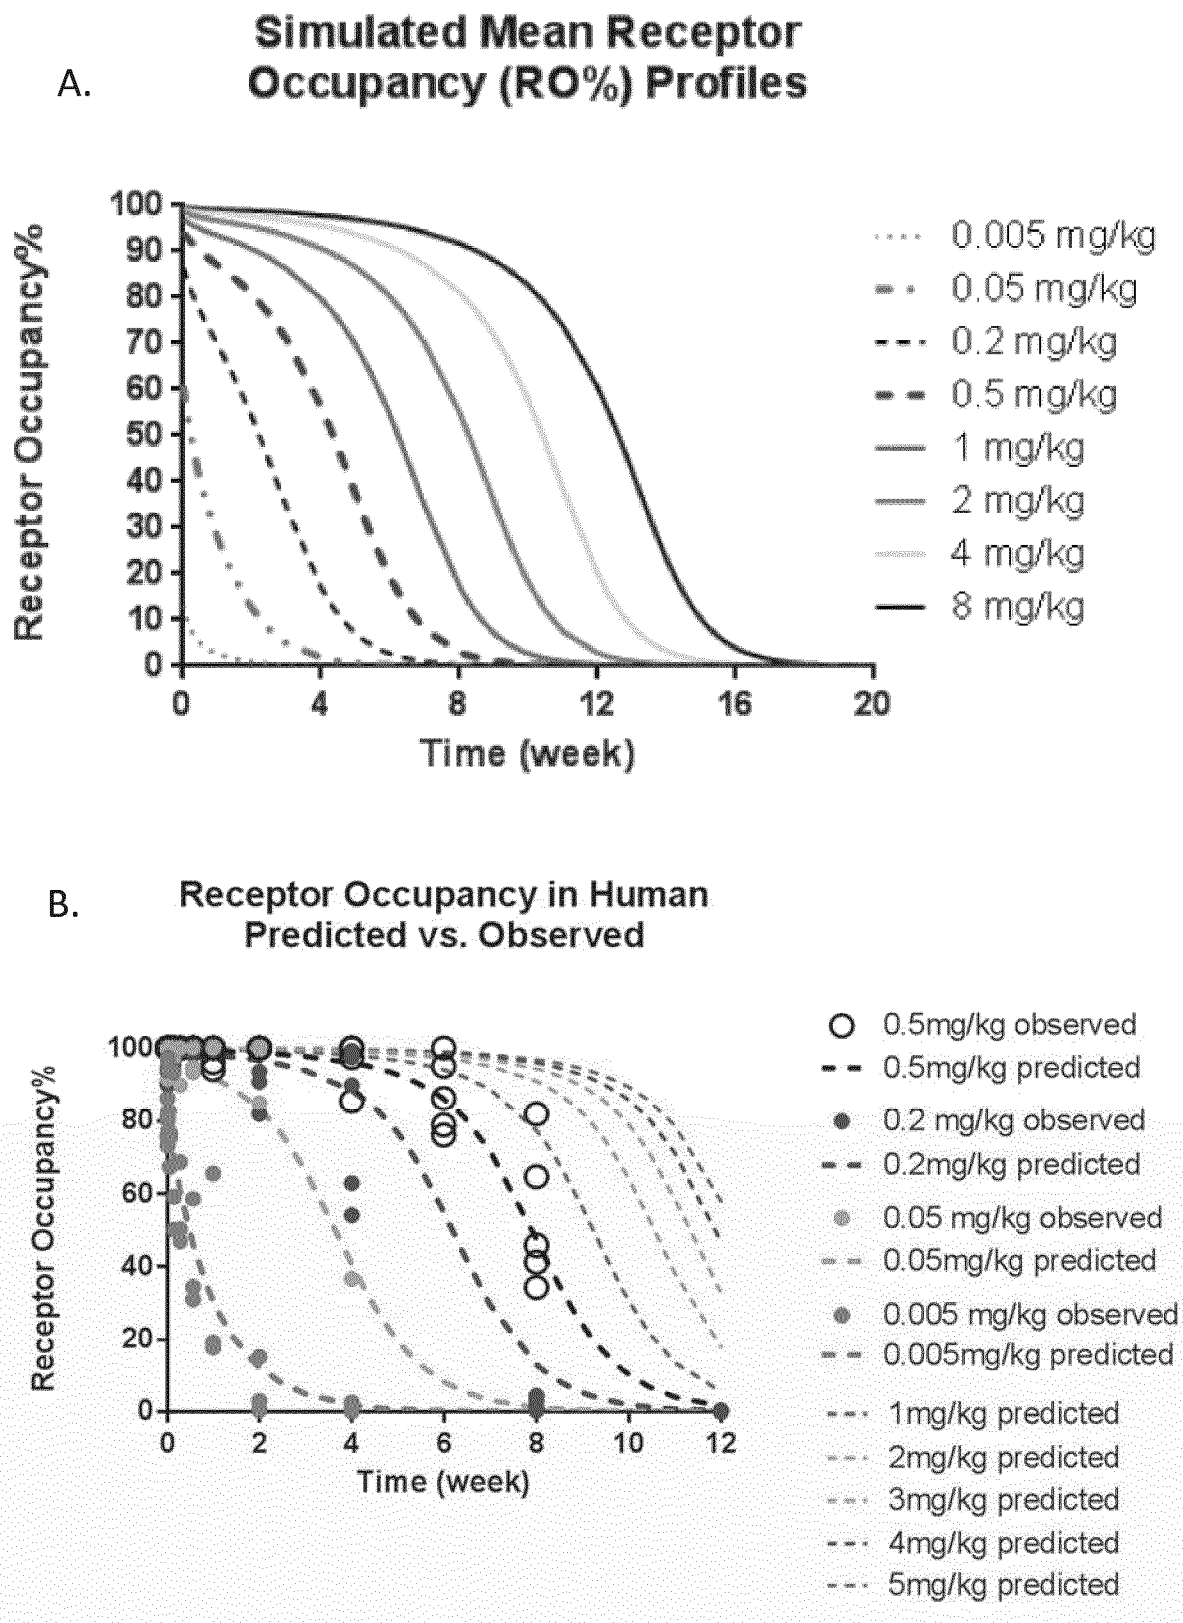 Simulated Mean Receptor
Occupancy (RO%) Profiles
A.
Receptor Occupancy%
100
90
80
70
60
50
40
30
20
10
0
0 4 8 12 16 20
Time (week)
0.005 mg/kg
0.05 mg/kg
0.2 mg/kg
0.5 mg/kg
1 mg/kg
2 mg/kg
4 mg/kg
8 mg/kg
B.
Receptor Occupancy in Human
Predicted vs. Observed
Receptor Occupancy%
100
80
60
40
20
0
0 2 4 6 8 10 12
Time (week)
0.5mg/kg observed
0.5mg/kg predicted
0.2 mg/kg observed
0.2mg/kg predicted
0.05 mg/kg observed
0.05mg/kg predicted
0.005 mg/kg observed
0.005mg/kg predicted
1mg/kg predicted
2mg/kg predicted
3mg/kg predicted
4mg/kg predicted
5mg/kg predicted